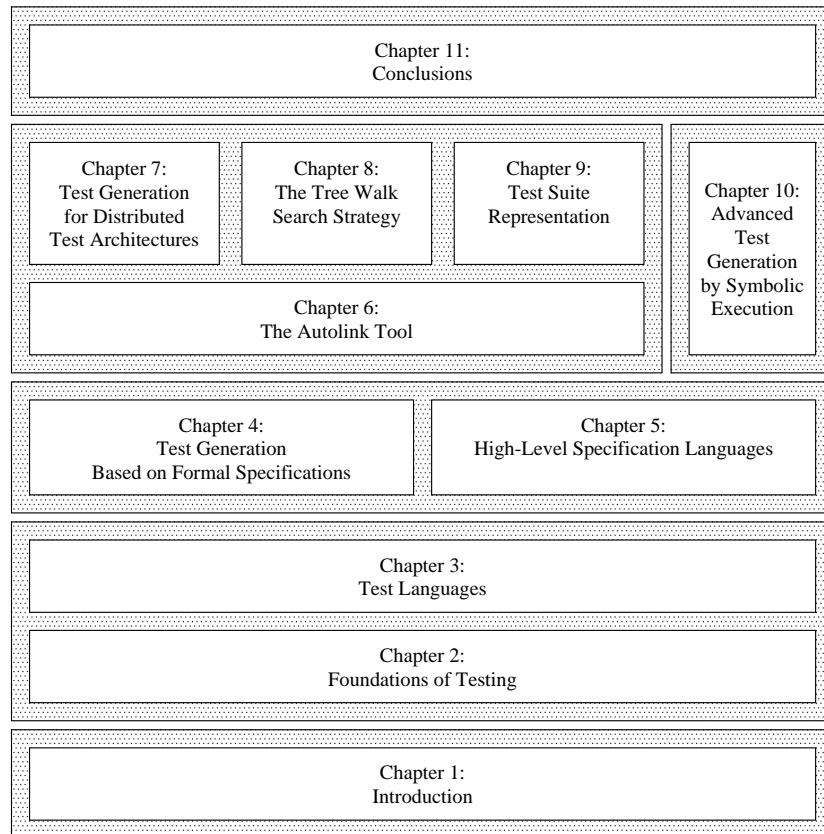 Chapter 11:
Conclusions
Chapter 7:
Test Generation
for Distributed
Test Architectures
Chapter 8:
The Tree Walk
Search Strategy
Chapter 9:
Test Suite
Representation
Chapter 10:
Advanced
Test
Generation
by Symbolic
Execution
Chapter 6:
The Autolink Tool
Chapter 4:
Test Generation
Based on Formal Specifications
Chapter 5:
High-Level Specification Languages
Chapter 3:
Test Languages
Chapter 2:
Foundations of Testing
Chapter 1:
Introduction